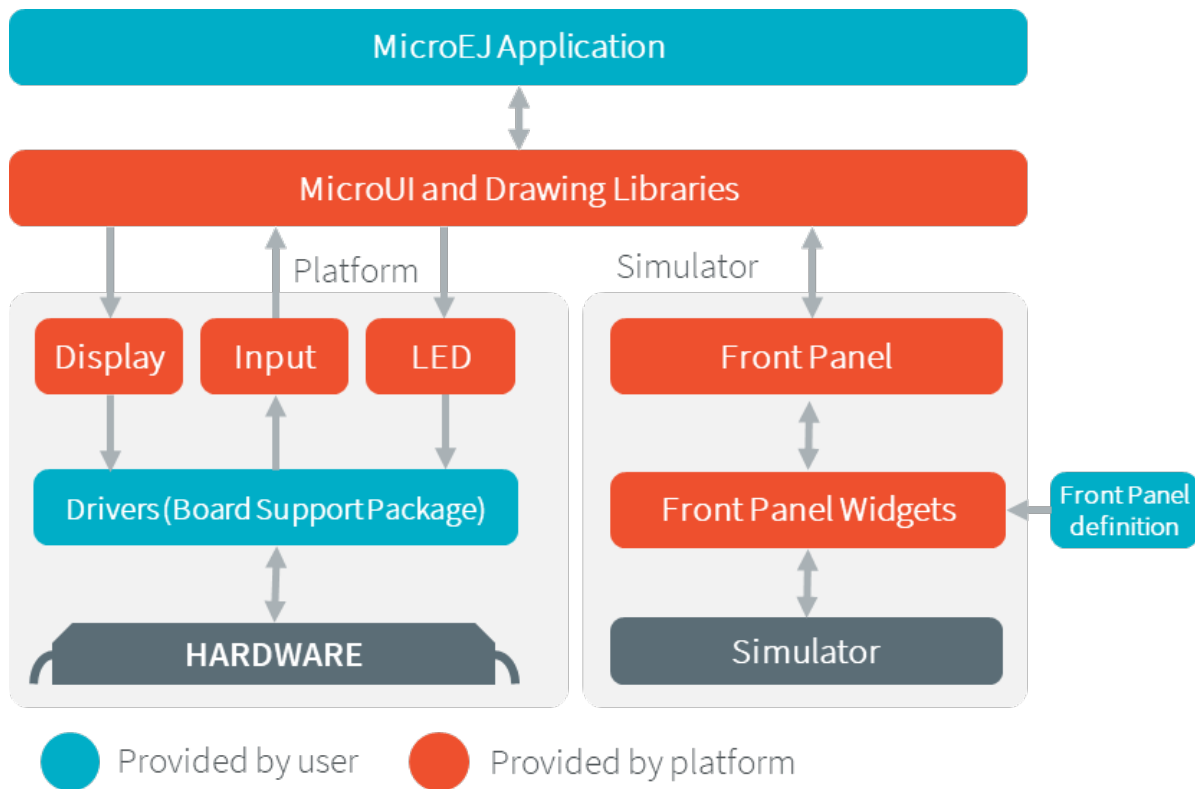 MicroEJ Application
MicroUI and Drawing Libraries
Platform
Simulator
Display
Input
LED
Front Panel
Drivers (Board Support Package)
Front Panel Widgets
Front Panel
definition
HARDWARE
Simulator
Provided by user
Provided by platform